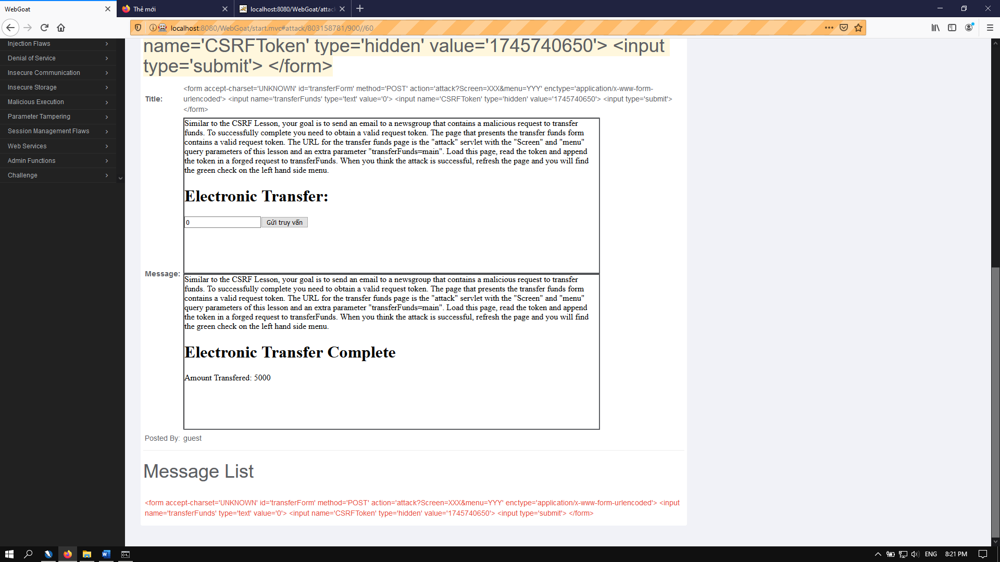 WebGoat
Thẻ mới
localhost:8080/WebGoat/attac
localhost:8080/WebGoat/start.mvc#attack/803158781/900//60
Injection Flaws
Denial of Service
Insecure Communication
Insecure Storage
Malicious Execution
Parameter Tampering
Session Management Flaws
Web Services
Admin Functions
Challenge
name='CSRFToken' type='hidden' value='1745740650'> <input
type='submit'> </form>
Title:
<form accept-charset='UNKNOWN' id='transferForm' method='POST' action='attack?Screen=XXX&menu=YYY' enctype='application/x-www-form-
urlencoded'> <input name='transferFunds' type='text' value='0'> <input name='CSRFToken' type='hidden' value='1745740650'> <input type='submit'>
</form>
Message:
Similar to the CSRF Lesson, your goal is to send an email to a newsgroup that contains a malicious request to transfer
funds. To successfully complete you need to obtain a valid request token. The page that presents the transfer funds form
contains a valid request token. The URL for the transfer funds page is the "attack" servlet with the "Screen" and "menu"
query parameters of this lesson and an extra parameter "transferFunds=main". Load this page, read the token and append
the token in a forged request to transferFunds. When you think the attack is successful, refresh the page and you will find
the green check on the left hand side menu.
Electronic Transfer:
0
Gửi truy vấn
Similar to the CSRF Lesson, your goal is to send an email to a newsgroup that contains a malicious request to transfer
funds. To successfully complete you need to obtain a valid request token. The page that presents the transfer funds form
contains a valid request token. The URL for the transfer funds page is the "attack" servlet with the "Screen" and "menu"
query parameters of this lesson and an extra parameter "transferFunds=main". Load this page, read the token and append
the token in a forged request to transferFunds. When you think the attack is successful, refresh the page and you will find
the green check on the left hand side menu.
Electronic Transfer Complete
Amount Transfered: 5000
Posted By: guest
Message List
<form accept-charset='UNKNOWN' id='transferForm' method='POST' action='attack?Screen=XXX&menu=YYY' enctype='application/x-www-form-urlencoded'> <input
name='transferFunds' type='text' value='0'> <input name='CSRFToken' type='hidden' value='1745740650'> <input type='submit'> </form>
ENG
8:21 PM